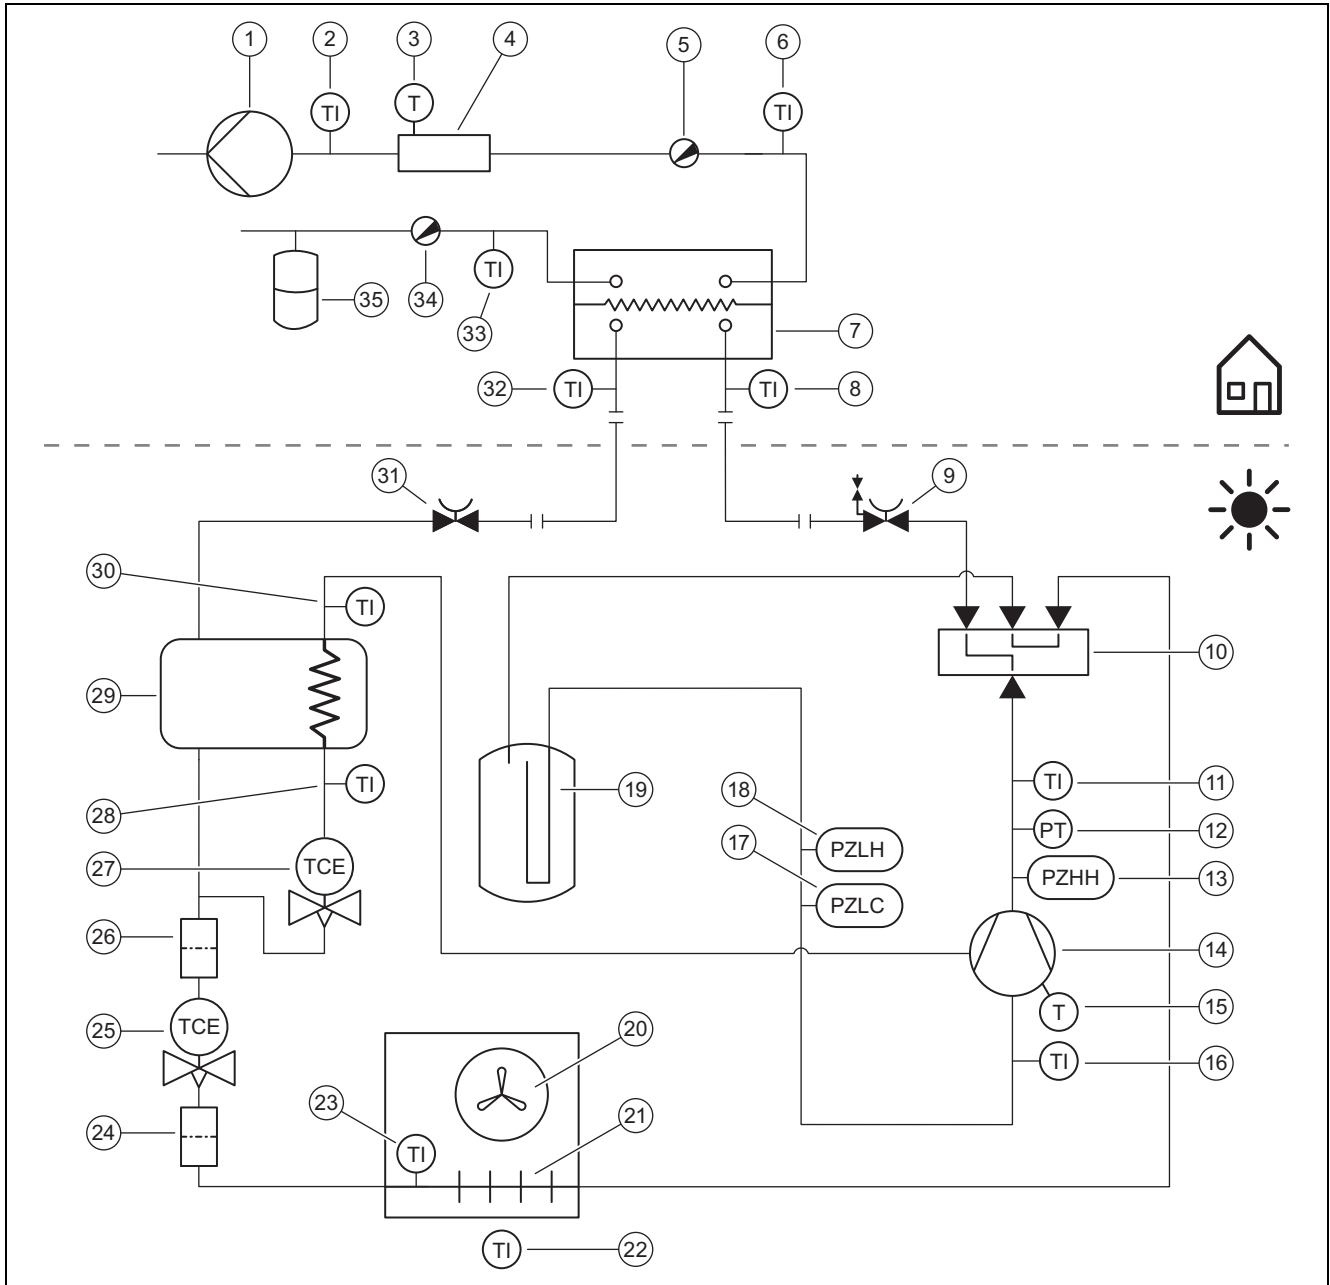 1 2 3 4 5 6
TI T TI
TI
35 34 33 7
32 TI TI 8
31 9
30 TI
10
29
28 TI 19 18 TI 11
17 PZLH PT 12
27 TCE PZLC PZHH 13
26 14
25 TCE 20 T 15
23 TI 16
24 TI 21
TI 22